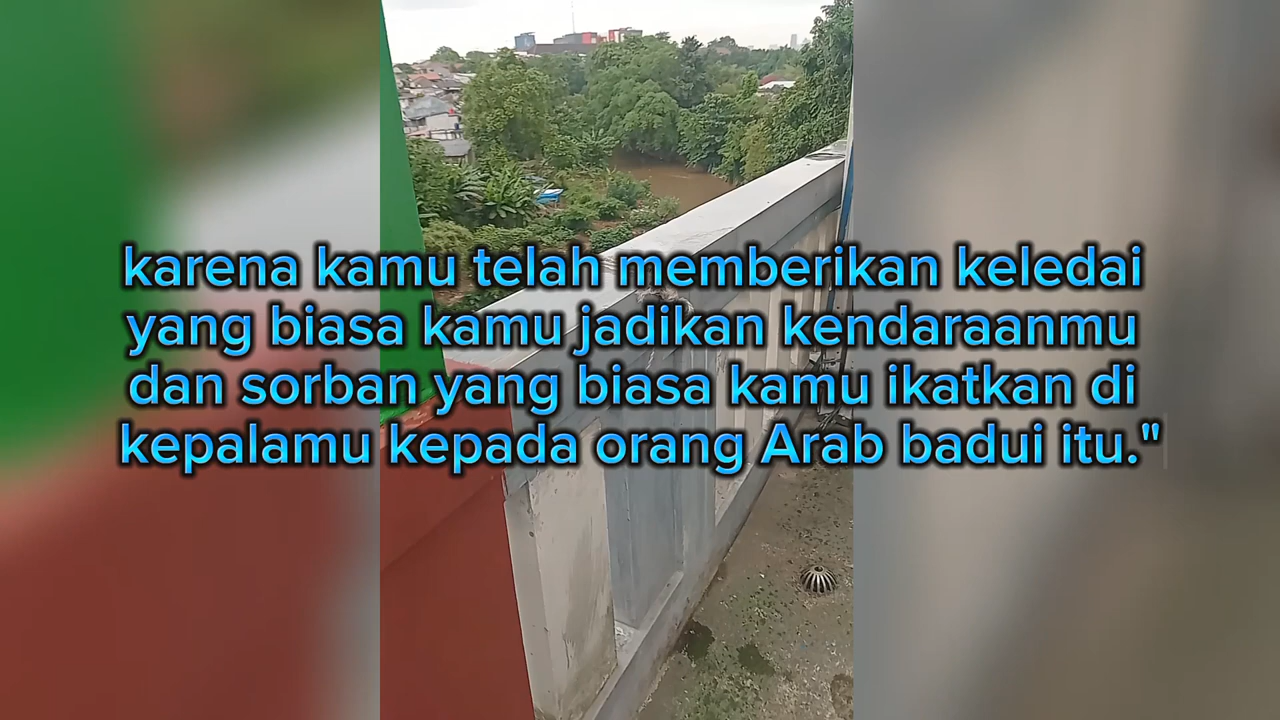 karena kamu telah memberikan keledai
yang biasa kamu jadikan kendaraanmu
dan sorban yang biasa kamu ikatkan di
kepalamu kepada orang Arab badui itu."